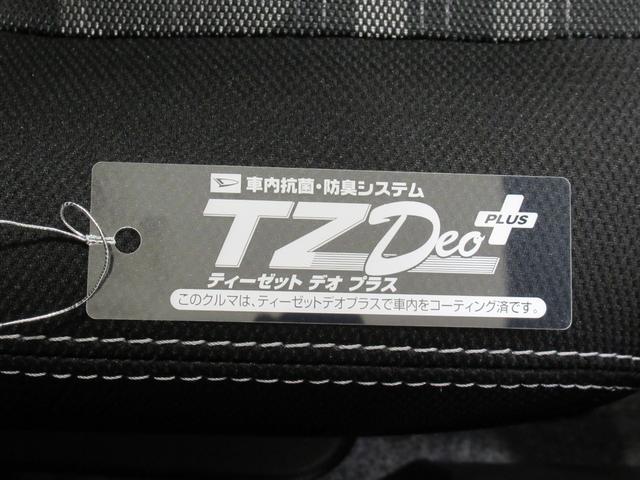 車内抗菌・防臭システム
TZ Deo PLUS
ティーゼット デオ プラス
このクルマは、ティーゼットデオプラスで車内をコーティング済です。